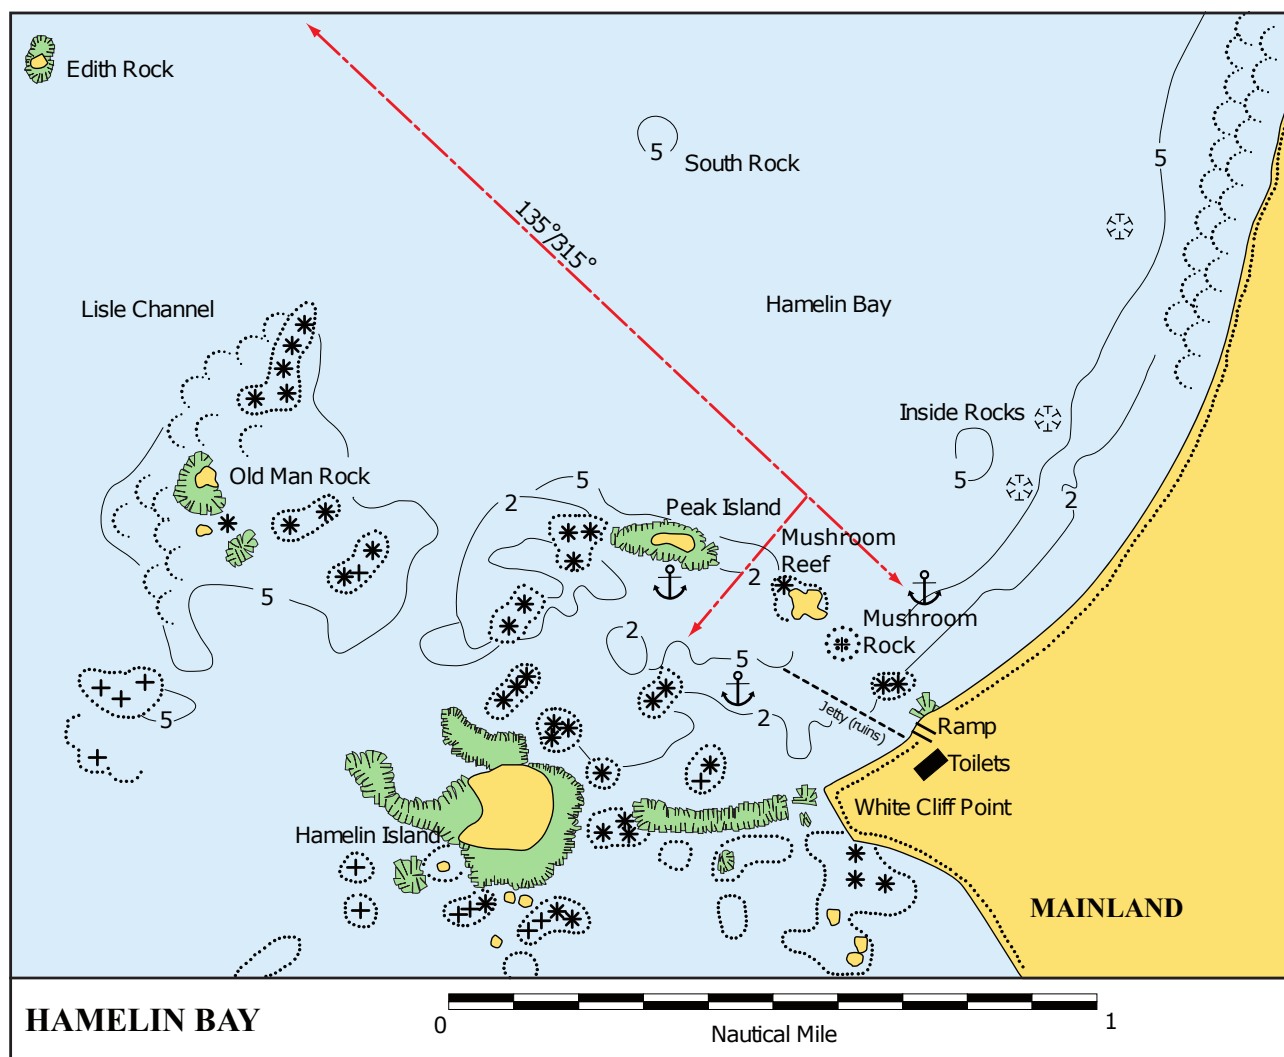 Edith Rock
5
South Rock
5
135°/315°
Lisle Channel
Hamelin Bay
Inside Rocks
5
Old Man Rock
5
2
Peak Island
2
Mushroom
Reef
2
5
Mushroom
Rock
2
5
5
2
Jetty (ruins)
Ramp
Toilets
White Cliff Point
Hamelin Island
MAINLAND
HAMELIN BAY
0
1
Nautical Mile